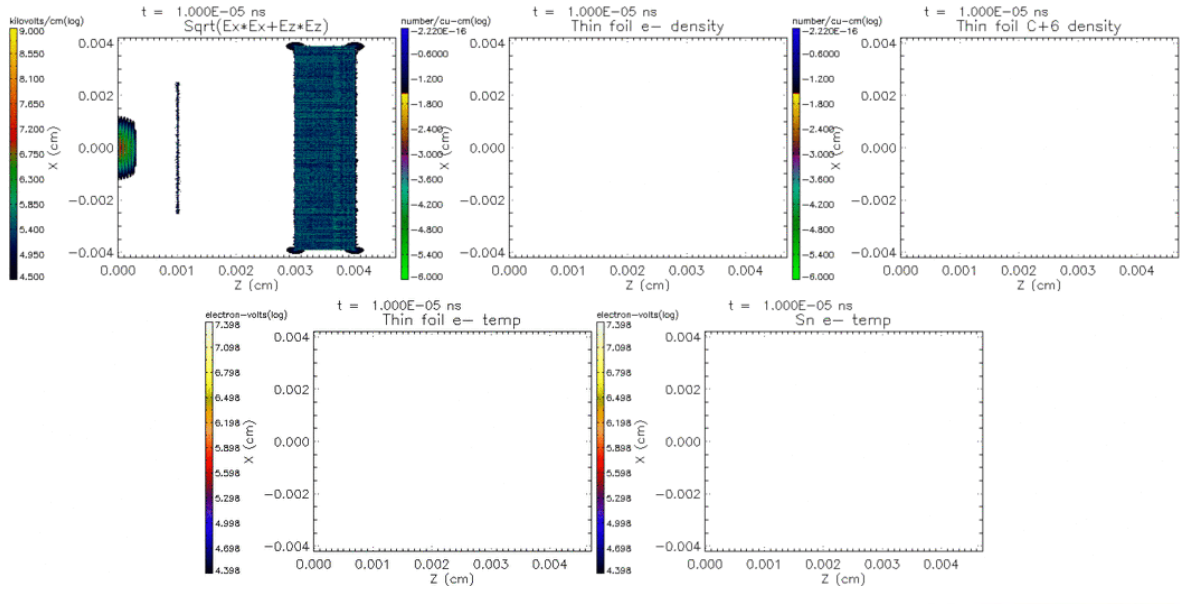 t = 1.000E-05 ns
kilovolts/cm(log)
Sqrt(Ex*Ex+Ez*Ez)
9.000
8.550
8.100
7.650
7.200
6.750
6.300
5.850
5.400
4.950
4.500
X (cm)
0.004
0.002
0.000
-0.002
-0.004
0.000 0.001 0.002 0.003 0.004
Z (cm)
t = 1.000E-05 ns
number/cu-cm(log)
Thin foil e- density
-2.220E-16
-0.6000
-1.200
-1.800
-2.400
-3.000
-3.600
-4.200
-4.800
-5.400
-6.000
X (cm)
0.004
0.002
0.000
-0.002
-0.004
0.000 0.001 0.002 0.003 0.004
Z (cm)
t = 1.000E-05 ns
number/cu-cm(log)
Thin foil C+6 density
-2.220E-16
-0.6000
-1.200
-1.800
-2.400
-3.000
-3.600
-4.200
-4.800
-5.400
-6.000
X (cm)
0.004
0.002
0.000
-0.002
-0.004
0.000 0.001 0.002 0.003 0.004
Z (cm)
t = 1.000E-05 ns
electron-volts(log)
Thin foil e- temp
7.398
7.098
6.798
6.498
6.198
5.898
5.598
5.298
4.998
4.698
4.398
X (cm)
0.004
0.002
0.000
-0.002
-0.004
0.000 0.001 0.002 0.003 0.004
Z (cm)
t = 1.000E-05 ns
electron-volts(log)
Sn e- temp
7.398
7.098
6.798
6.498
6.198
5.898
5.598
5.298
4.998
4.698
4.398
X (cm)
0.004
0.002
0.000
-0.002
-0.004
0.000 0.001 0.002 0.003 0.004
Z (cm)